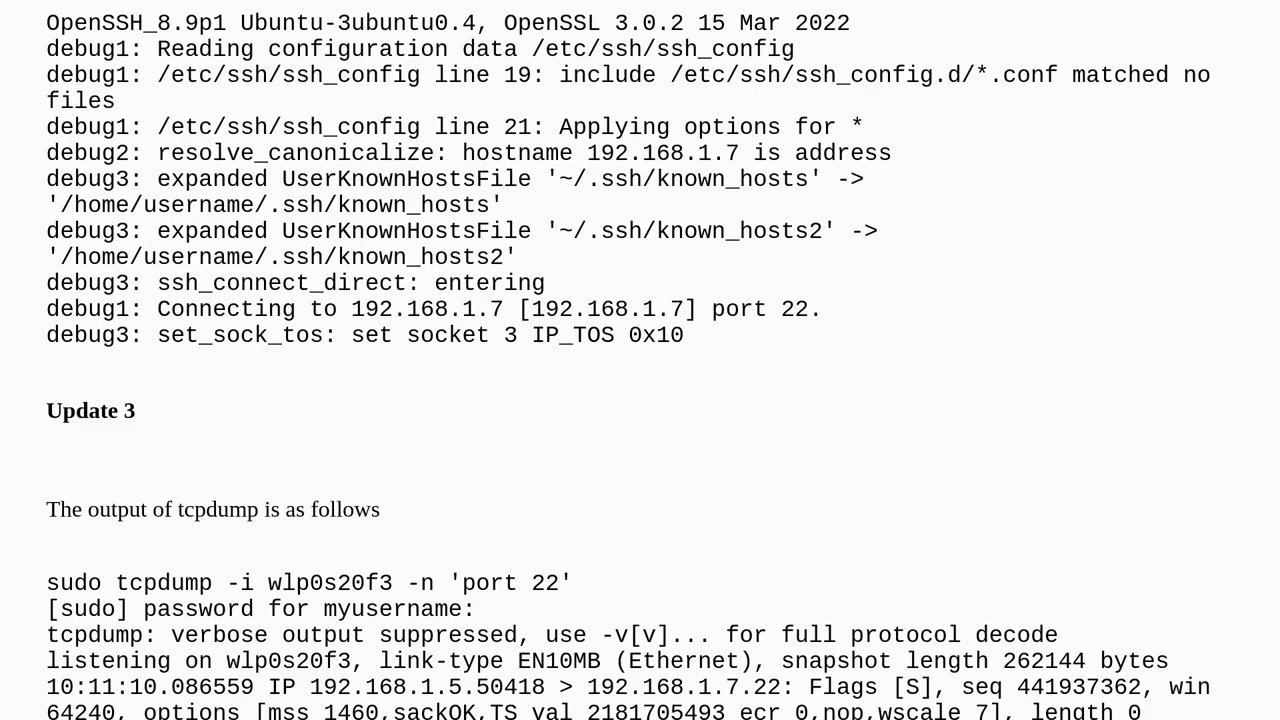 OpenSSH_8.9p1 Ubuntu-3ubuntu0.4, OpenSSL 3.0.2 15 Mar 2022
debug1: Reading configuration data /etc/ssh/ssh_config
debug1: /etc/ssh/ssh_config line 19: include /etc/ssh/ssh_config.d/*.conf matched no
files
debug1: /etc/ssh/ssh_config line 21: Applying options for *
debug2: resolve_canonicalize: hostname 192.168.1.7 is address
debug3: expanded UserKnownHostsFile '~/.ssh/known_hosts' ->
'/home/username/.ssh/known_hosts'
debug3: expanded UserKnownHostsFile '~/.ssh/known_hosts2' ->
'/home/username/.ssh/known_hosts2'
debug3: ssh_connect_direct: entering
debug1: Connecting to 192.168.1.7 [192.168.1.7] port 22.
debug3: set_sock_tos: set socket 3 IP_TOS 0x10
Update 3
The output of tcpdump is as follows
sudo tcpdump -i wlp0s20f3 -n 'port 22'
[sudo] password for myusername:
tcpdump: verbose output suppressed, use -v[v]... for full protocol decode
listening on wlp0s20f3, link-type EN10MB (Ethernet), snapshot length 262144 bytes
10:11:10.086559 IP 192.168.1.5.50418 > 192.168.1.7.22: Flags [S], seq 441937362, win
64240, options [mss 1460,sackOK,TS val 2181705493 ecr 0,nop,wscale 7], length 0